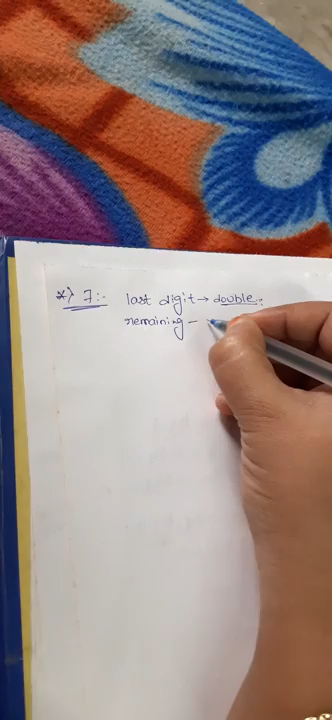 *) 7:- last digit → double.
remaining -